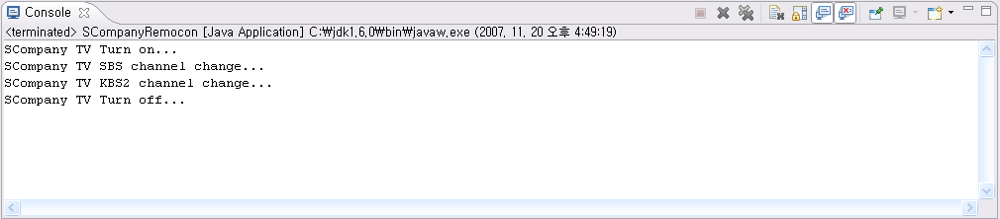 Console
<terminated> SCompanyRemocon [Java Application] C:₩jdk1.6.0₩bin₩javaw.exe (2007. 11. 20 오후 4:49:19)
SCompany TV Turn on...
SCompany TV SBS channel change...
SCompany TV KBS2 channel change...
SCompany TV Turn off...